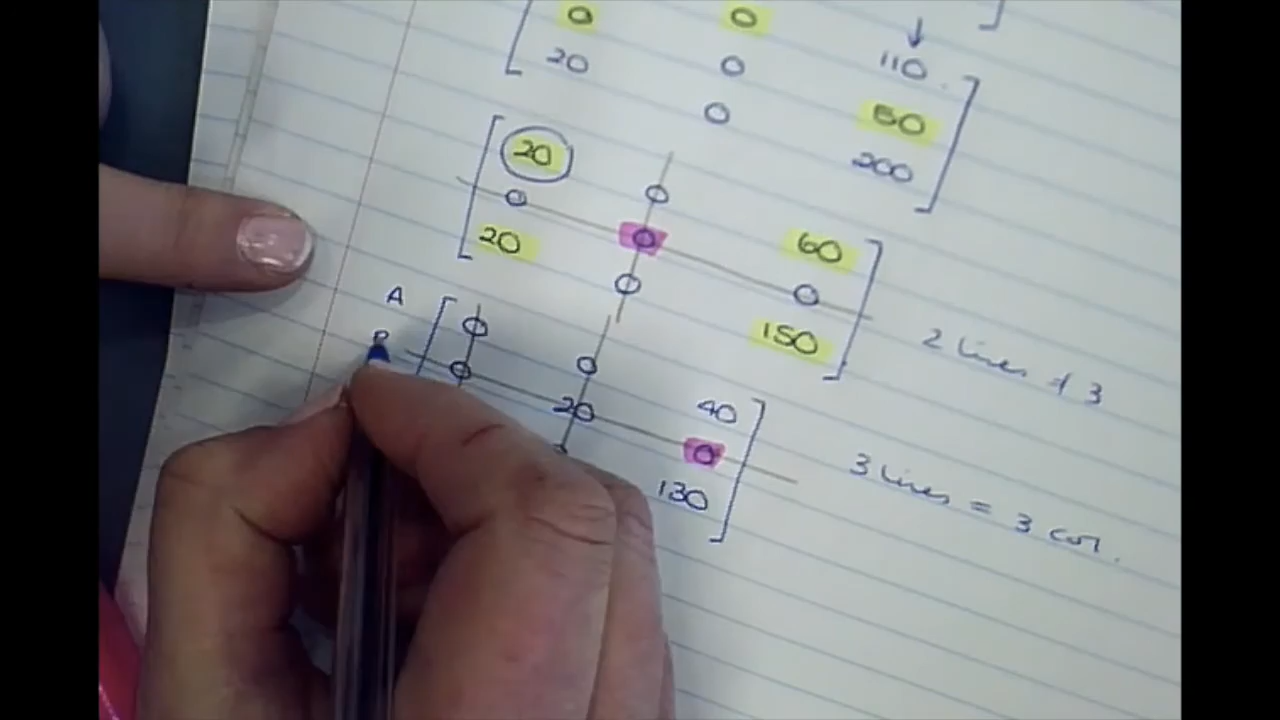 0 110
0 0 50
20 0 200
20 0 60
0 0 0
20 0 150
2 lines ≠ 3
A 0 0 40
B 0 20 0
130
3 lines = 3 col.